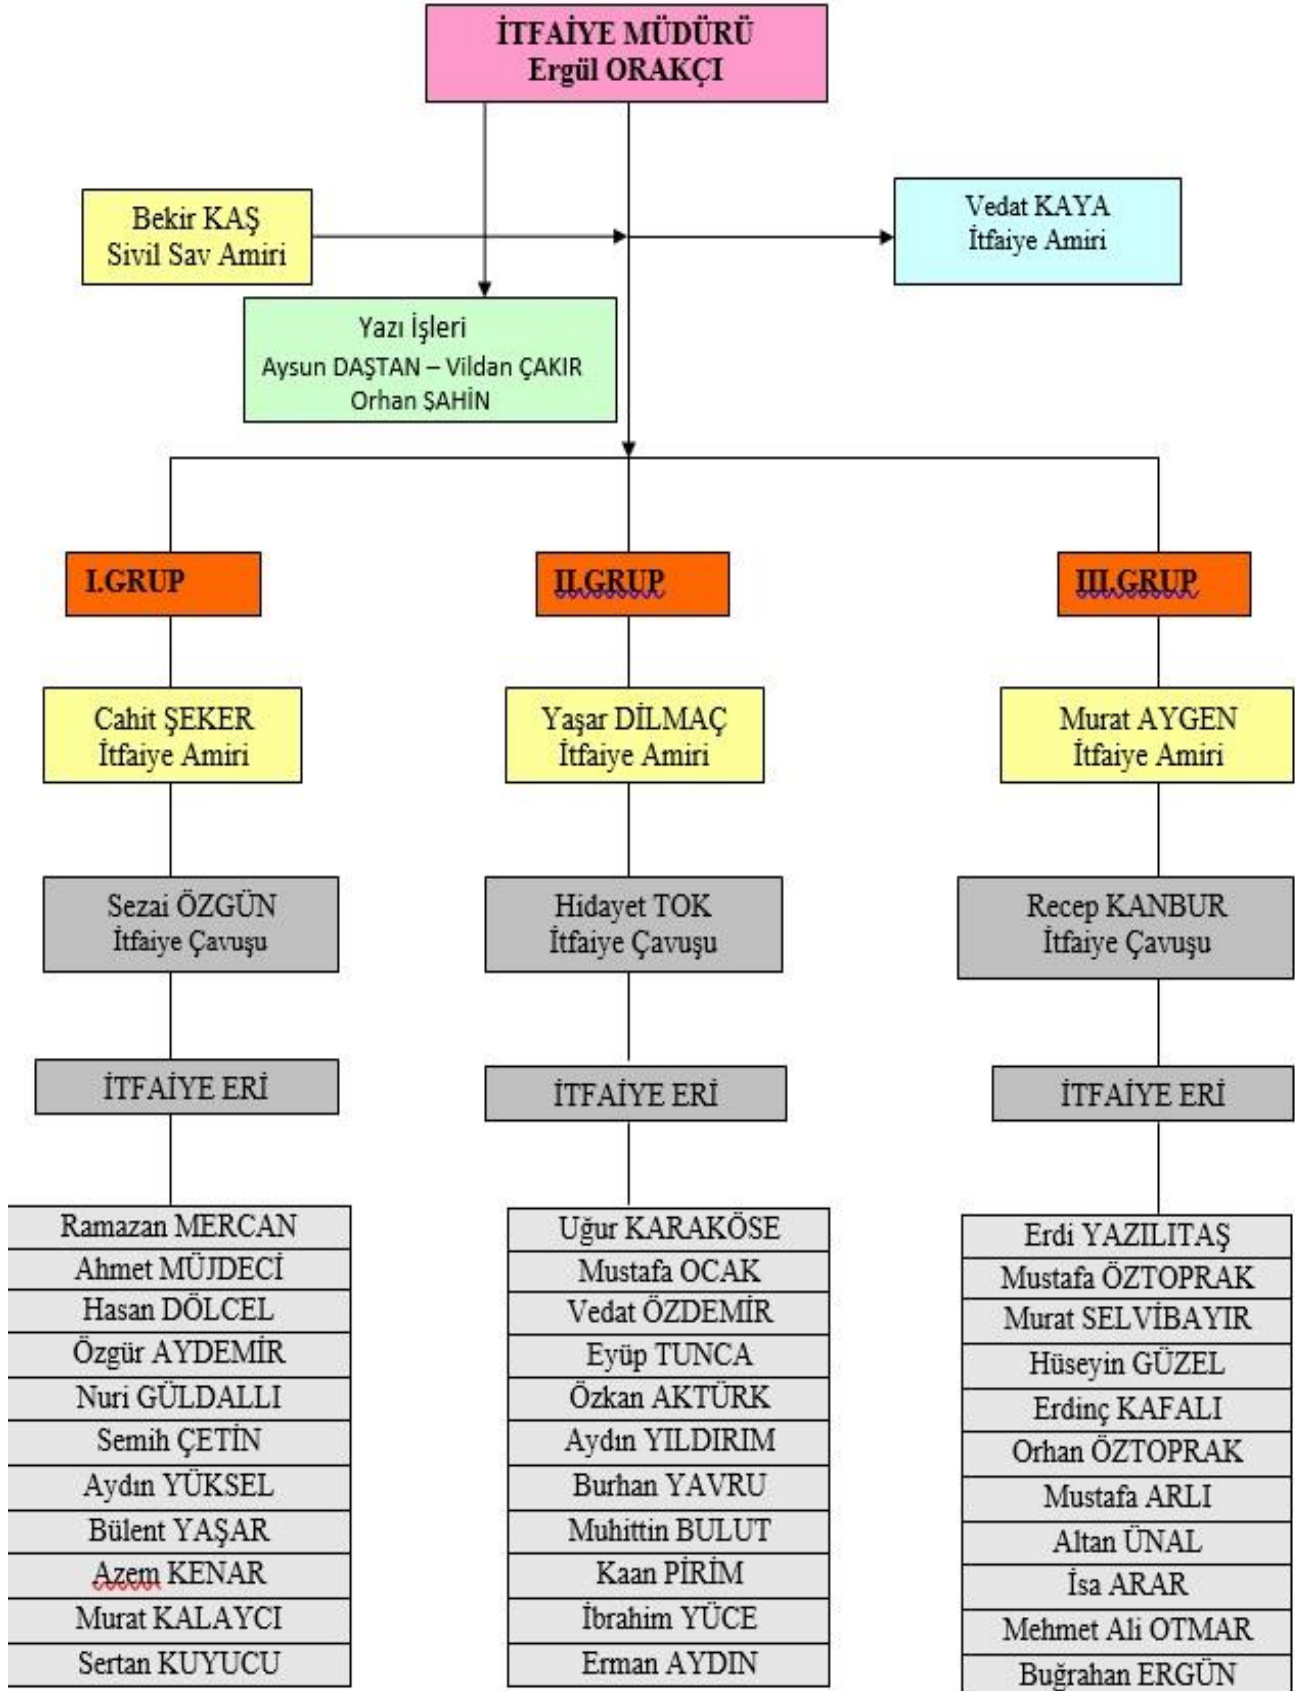 İTFAİYE MÜDÜRÜ
Ergül ORAKÇI
Bekir KAŞ
Sivil Sav Amiri
Vedat KAYA
İtfaiye Amiri
Yazı İşleri
Aysun DAŞTAN – Vildan ÇAKIR
Orhan ŞAHİN
I.GRUP
II.GRUP
III.GRUP
Cahit ŞEKER
İtfaiye Amiri
Yaşar DİLMAÇ
İtfaiye Amiri
Murat AYGEN
İtfaiye Amiri
Sezai ÖZGÜN
İtfaiye Çavuşu
Hidayet TOK
İtfaiye Çavuşu
Recep KANBUR
İtfaiye Çavuşu
İTFAİYE ERİ
İTFAİYE ERİ
İTFAİYE ERİ
Ramazan MERCAN
Ahmet MÜJDECİ
Hasan DÖLCEL
Özgür AYDEMİR
Nuri GÜLDALLI
Semih ÇETİN
Aydın YÜKSEL
Bülent YAŞAR
Azem KENAR
Murat KALAYCI
Sertan KUYUCU
Uğur KARAKÖSE
Mustafa OCAK
Vedat ÖZDEMİR
Eyüp TUNCA
Özkan AKTÜRK
Aydın YILDIRIM
Burhan YAVRU
Muhittin BULUT
Kaan PİRİM
İbrahim YÜCE
Erman AYDIN
Erdi YAZILITAŞ
Mustafa ÖZTOPRAK
Murat SELVİBAYIR
Hüseyin GÜZEL
Erdinç KAFALI
Orhan ÖZTOPRAK
Mustafa ARLI
Altan ÜNAL
İsa ARAR
Mehmet Ali OTMAR
Buğrahan ERGÜN